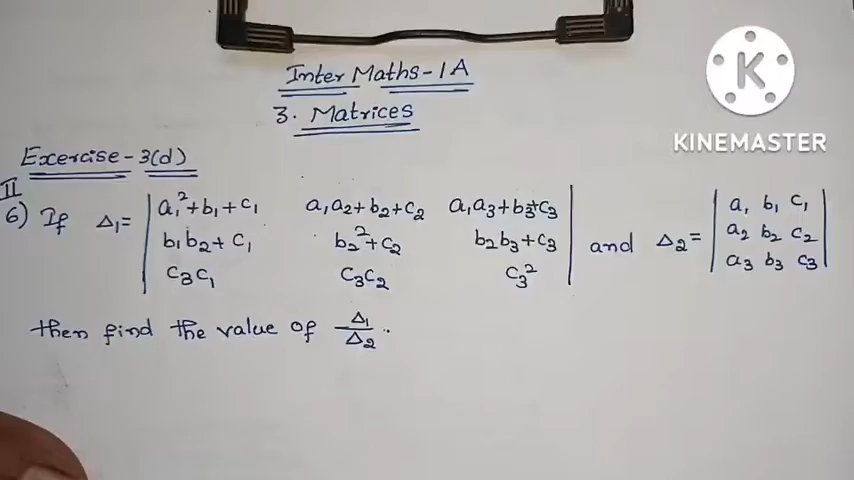 Inter Maths-1A
3. Matrices
K
KINEMASTER
Exercise-3(d)
II
6) If Δ₁= | a₁²+b₁+c₁ a₁a₂+b₂+c₂ a₁a₃+b₃+c₃ | and Δ₂= | a₁ b₁ c₁ |
| b₁b₂+c₁ b₂²+c₂ b₂b₃+c₃ | | a₂ b₂ c₂ |
| c₃c₁ c₃c₂ c₃² | | a₃ b₃ c₃ |
then find the value of Δ₁/Δ₂.